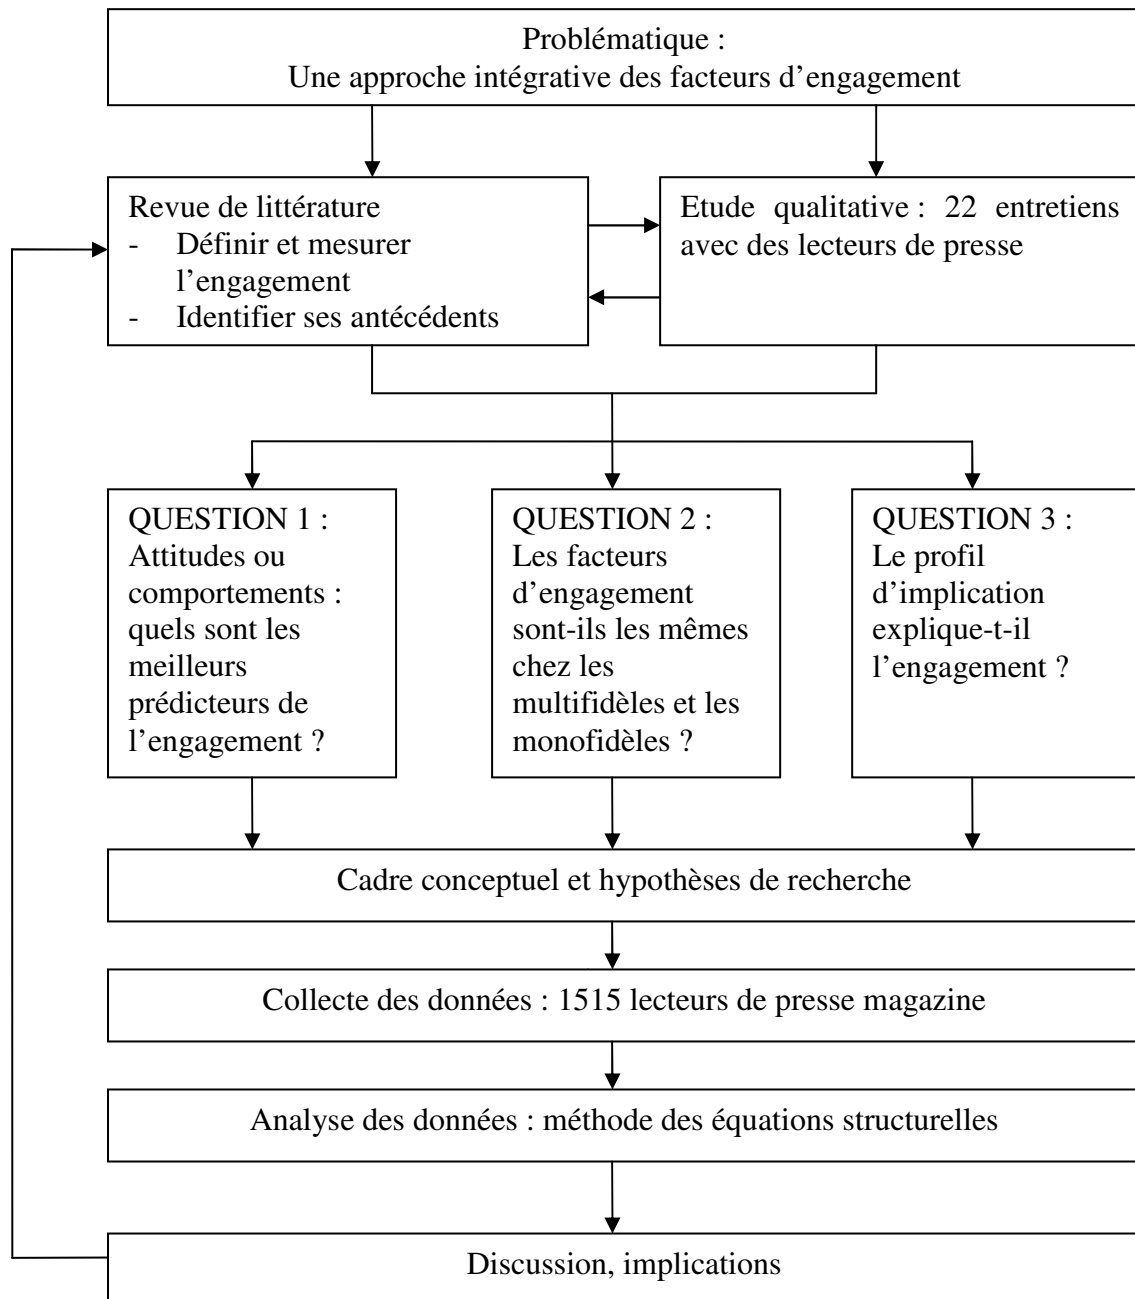 Problématique :
Une approche intégrative des facteurs d'engagement
Revue de littérature
- Définir et mesurer
l'engagement
- Identifier ses antécédents
Etude qualitative : 22 entretiens
avec des lecteurs de presse
QUESTION 1 :
Attitudes ou
comportements :
quels sont les
meilleurs
prédicteurs de
l'engagement ?
QUESTION 2 :
Les facteurs
d'engagement
sont-ils les mêmes
chez les
multifidèles et les
monofidèles ?
QUESTION 3 :
Le profil
d'implication
explique-t-il
l'engagement ?
Cadre conceptuel et hypothèses de recherche
Collecte des données : 1515 lecteurs de presse magazine
Analyse des données : méthode des équations structurelles
Discussion, implications